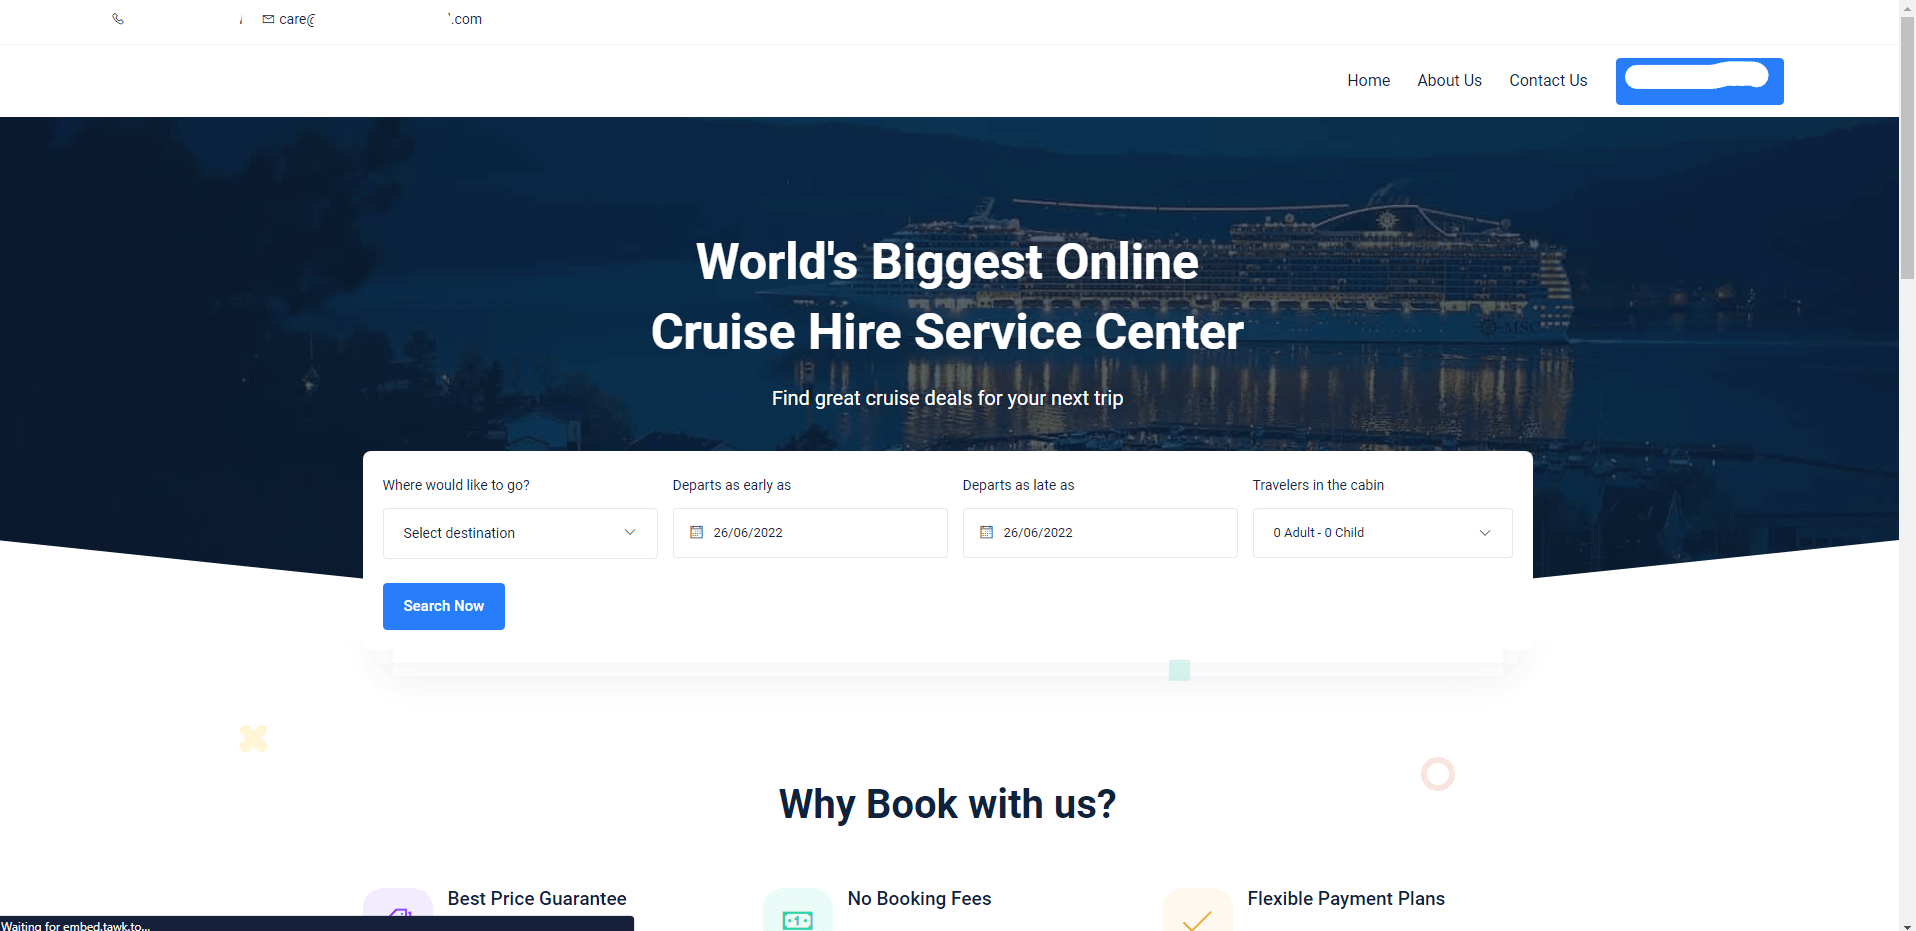 care@
.com
Home About Us Contact Us
World's Biggest Online
Cruise Hire Service Center
Find great cruise deals for your next trip
Where would like to go? Departs as early as Departs as late as Travelers in the cabin
Select destination 26/06/2022 26/06/2022 0 Adult - 0 Child
Search Now
Why Book with us?
Best Price Guarantee No Booking Fees Flexible Payment Plans
Waiting for embed.tawk.to...